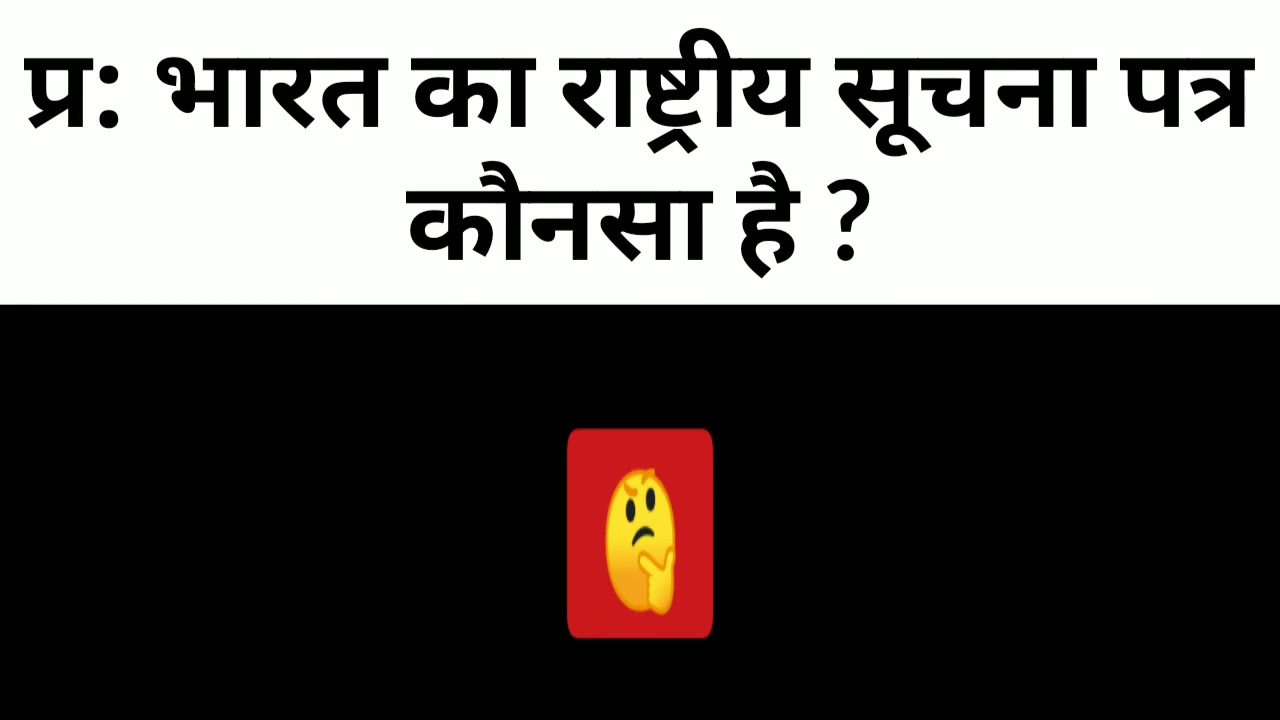 प्र: भारत का राष्ट्रीय सूचना पत्र
कौनसा है ?